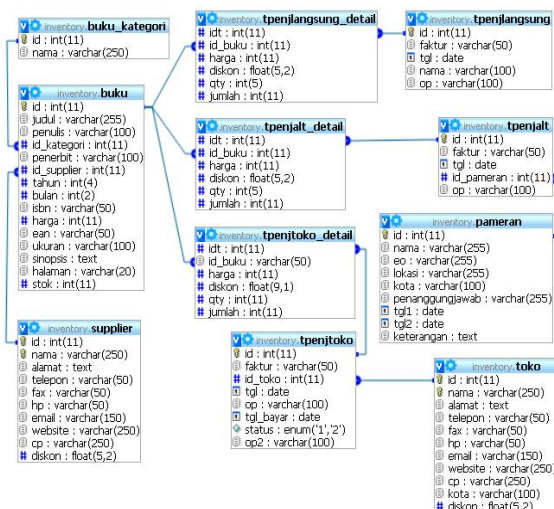 inventory.buku_kategori
id : int(11)
nama : varchar(250)
inventory.buku
id : int(11)
judul : varchar(255)
penulis : varchar(100)
id_kategori : int(11)
penerbit : varchar(100)
id_supplier : int(11)
tahun : int(4)
bulan : int(2)
isbn : varchar(50)
harga : int(11)
ean : varchar(50)
ukuran : varchar(100)
sinopsis : text
halaman : varchar(20)
stok : int(11)
inventory.supplier
id : int(11)
nama : varchar(250)
alamat : text
telepon : varchar(50)
fax : varchar(50)
hp : varchar(50)
email : varchar(150)
website : varchar(250)
cp : varchar(250)
diskon : float(5,2)
inventory.tpenjlangsung_detail
idt : int(11)
id_buku : int(11)
harga : int(11)
diskon : float(5,2)
qty : int(5)
jumlah : int(11)
inventory.tpenjalt_detail
idt : int(11)
id_buku : int(11)
harga : int(11)
diskon : float(5,2)
qty : int(5)
jumlah : int(11)
inventory.tpenjtoko_detail
idt : int(11)
id_buku : varchar(50)
harga : int(11)
diskon : float(9,1)
qty : int(11)
jumlah : int(11)
inventory.tpenjtoko
id : int(11)
faktur : varchar(50)
id_toko : int(11)
tgl : date
op : varchar(100)
tgl_bayar : date
status : enum('1','2')
op2 : varchar(100)
inventory.tpenjlangsung
id : int(11)
faktur : varchar(50)
tgl : date
nama : varchar(100)
op : varchar(100)
inventory.tpenjalt
id : int(11)
faktur : varchar(50)
tgl : date
id_pameran : int(11)
op : varchar(100)
inventory.pameran
id : int(11)
nama : varchar(255)
eo : varchar(255)
lokasi : varchar(255)
kota : varchar(100)
penanggungjawab : varchar(255)
tgl1 : date
tgl2 : date
keterangan : text
inventory.toko
id : int(11)
nama : varchar(250)
alamat : text
telepon : varchar(50)
fax : varchar(50)
hp : varchar(50)
email : varchar(150)
website : varchar(250)
cp : varchar(250)
kota : varchar(100)
diskon : float(5,2)